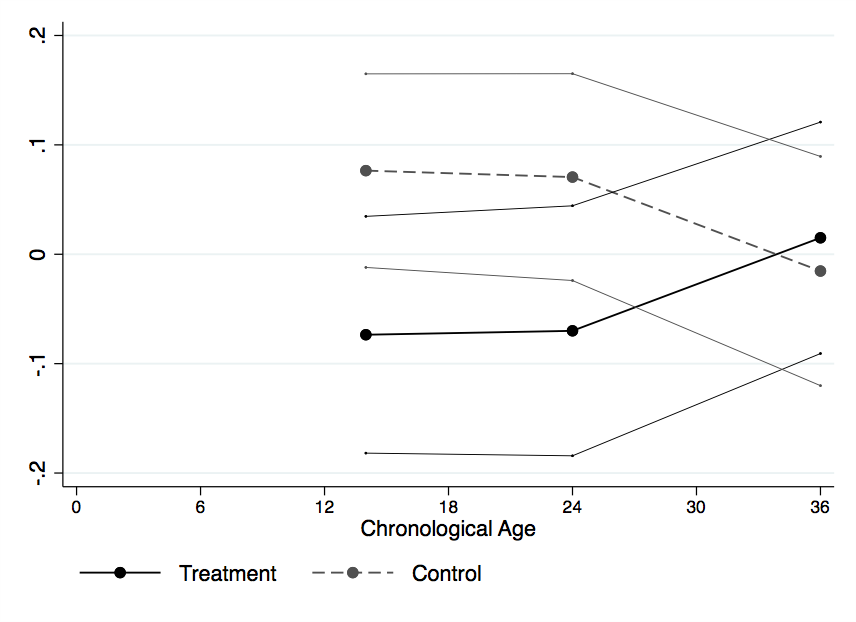 .2
.1
0
-.1
-.2
0 6 12 18 24 30 36
Chronological Age
Treatment Control